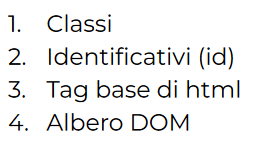 1. Classi
2. Identificativi (id)
3. Tag base di html
4. Albero DOM